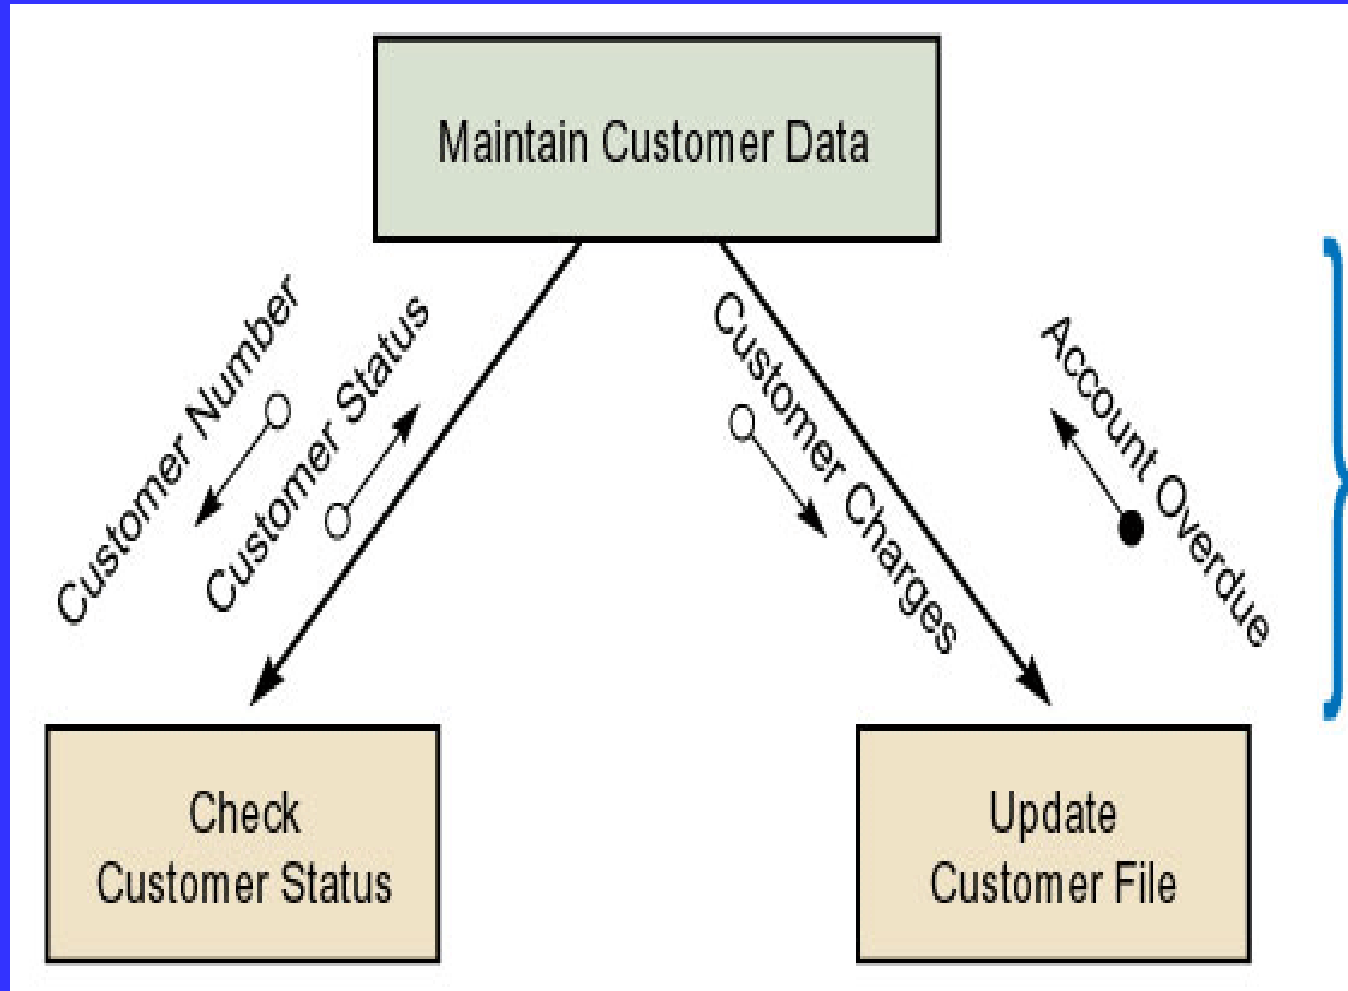 Maintain Customer Data
Customer Number
Customer Status
Customer Charges
Account Overdue
Check
Customer Status
Update
Customer File